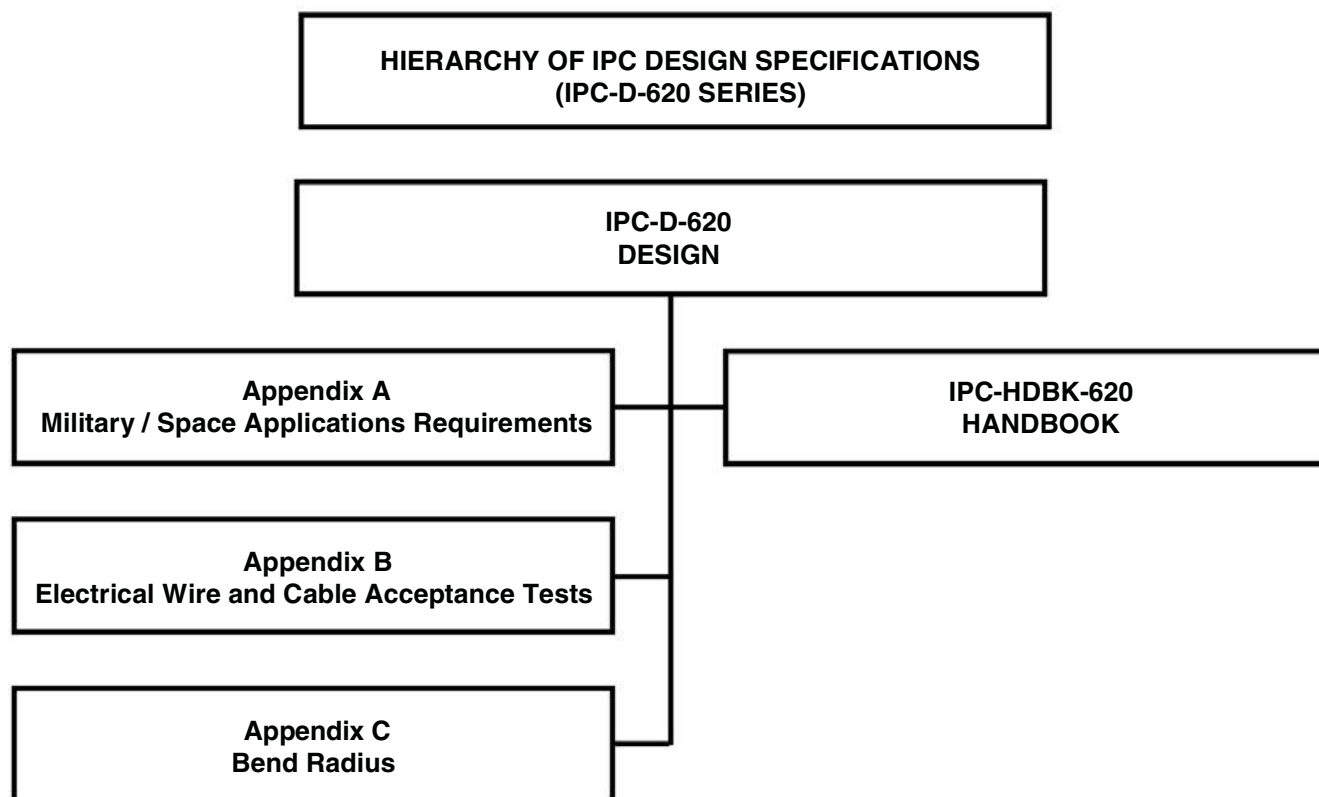 HIERARCHY OF IPC DESIGN SPECIFICATIONS
(IPC-D-620 SERIES)
IPC-D-620
DESIGN
Appendix A
Military / Space Applications Requirements
IPC-HDBK-620
HANDBOOK
Appendix B
Electrical Wire and Cable Acceptance Tests
Appendix C
Bend Radius